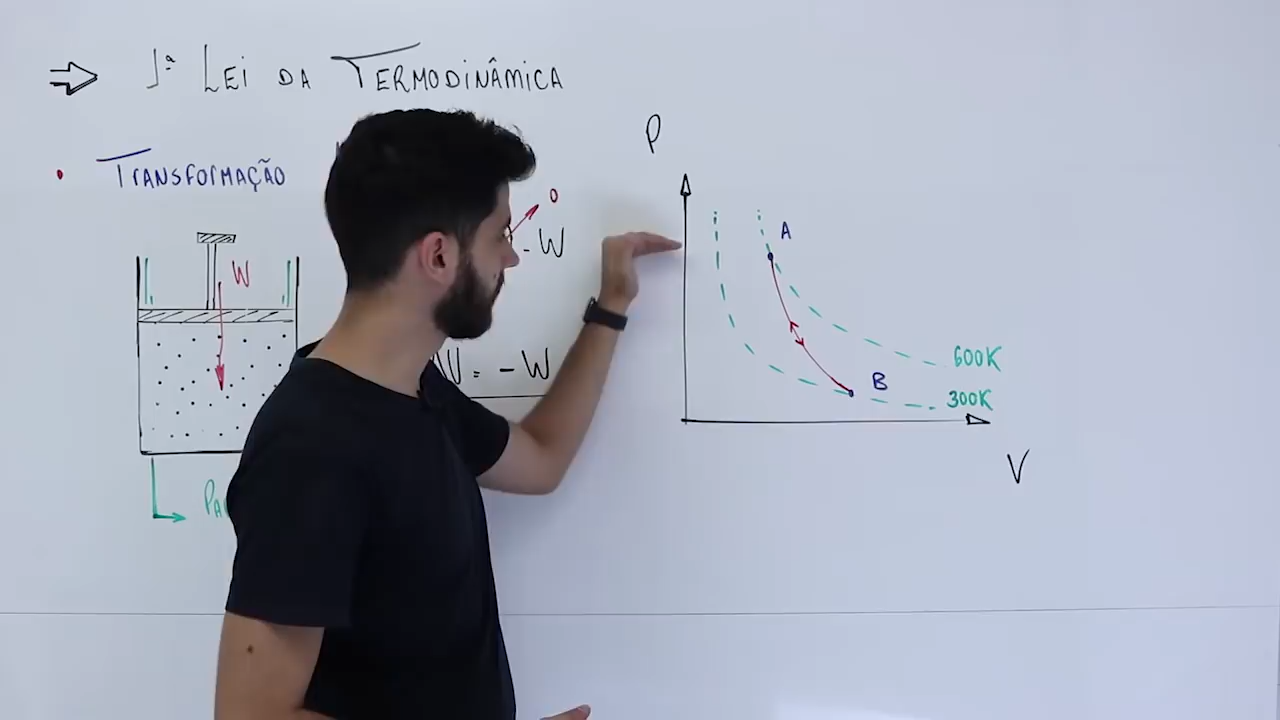 ⇒ 1ª LEI DA TERMODINÂMICA
• TRANSFORMAÇÃO
W
0
- W
= - W
P
A
B
600K
300K
V